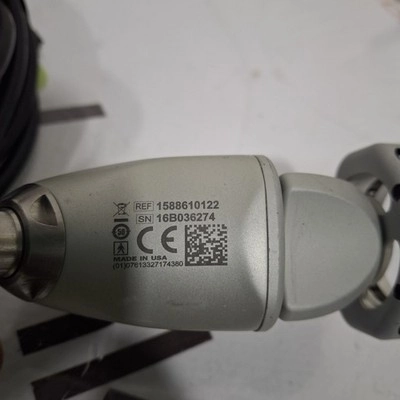 REF 1588610122
SN 16B036274
CE
MADE IN USA
(01)07613327174380